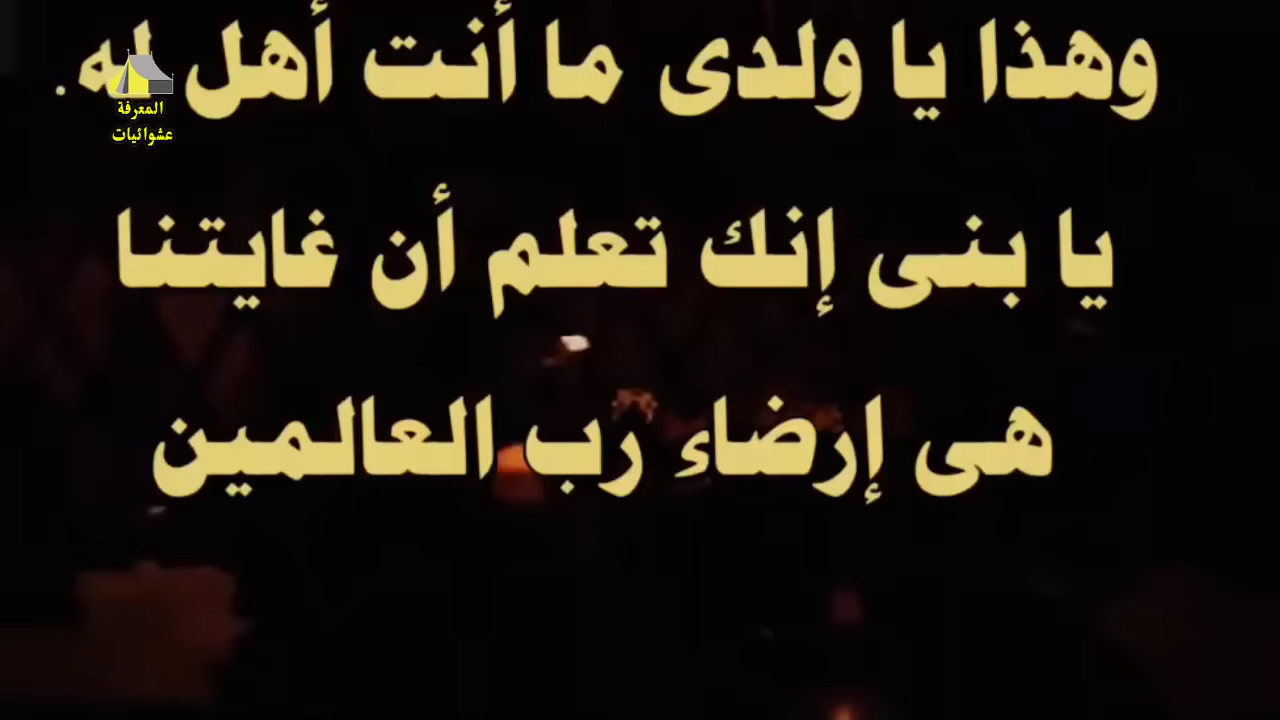 وهذا يا ولدى ما أنت أهل له.
المعرفة
عشوائيات
يا بنى إنك تعلم أن غايتنا
هى إرضاء رب العالمين